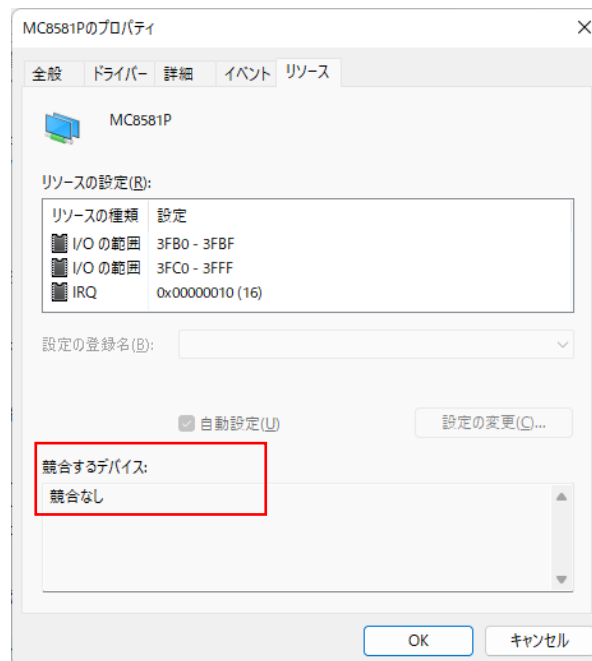 MC8581Pのプロパティ
全般 ドライバー 詳細 イベント リソース
MC8581P
リソースの設定(R):
リソースの種類 設定
I/O の範囲 3FB0 - 3FBF
I/O の範囲 3FC0 - 3FFF
IRQ 0x00000010 (16)
設定の登録名(B):
自動設定(U) 設定の変更(C)...
競合するデバイス:
競合なし
OK キャンセル